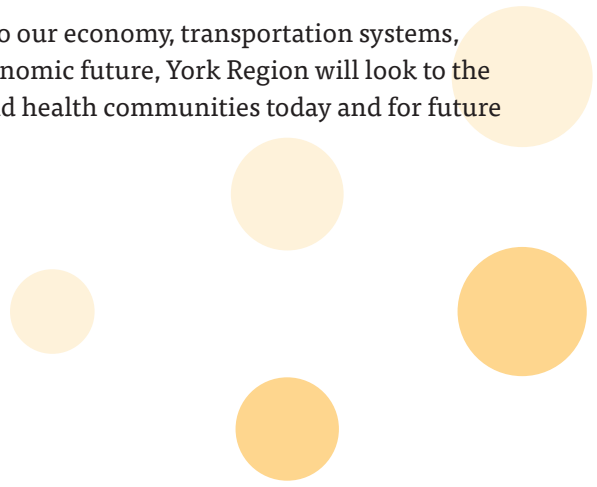 o our economy, transportation systems,
nomic future, York Region will look to the
d health communities today and for future